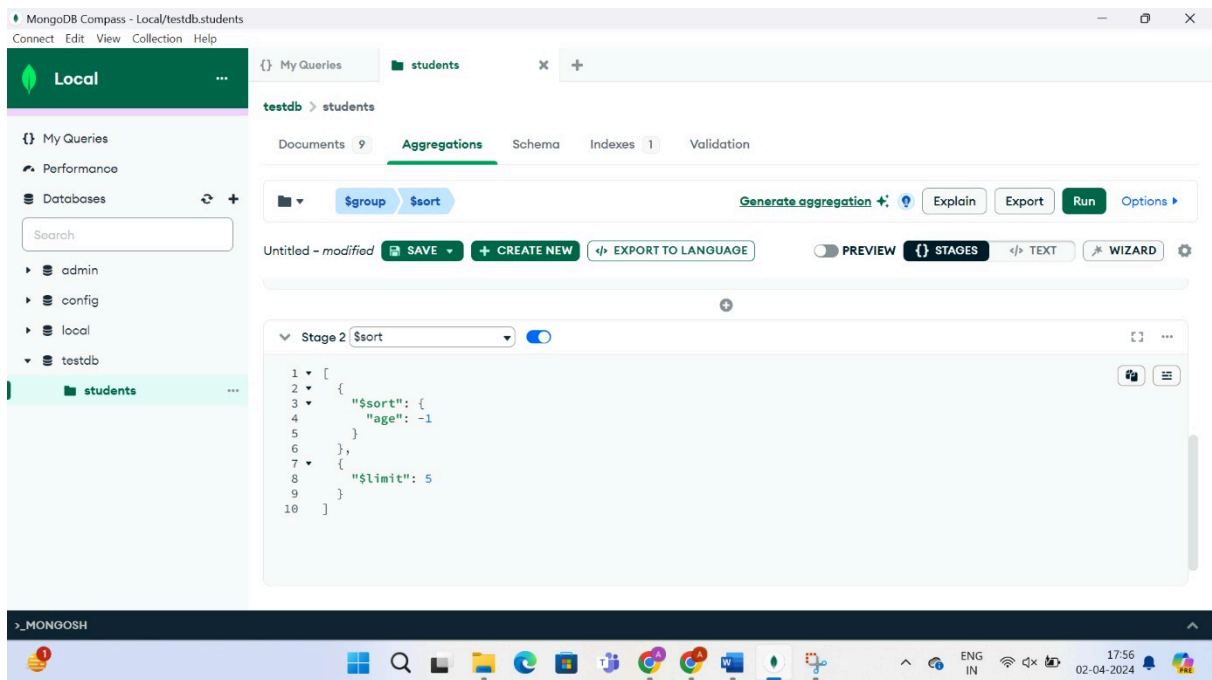 MongoDB Compass - Local/testdb.students
Connect Edit View Collection Help
Local
{} My Queries
students
testdb > students
{} My Queries
Performance
Databases
Search
admin
config
local
testdb
students
Documents 9 Aggregations Schema Indexes 1 Validation
$group $sort
Generate aggregation Explain Export Run Options
Untitled – modified SAVE + CREATE NEW </> EXPORT TO LANGUAGE PREVIEW {} STAGES </> TEXT WIZARD
Stage 2 $sort
1 [
2 {
3 "$sort": {
4 "age": -1
5 }
6 },
7 {
8 "$limit": 5
9 }
10 ]
>_MONGOSH
1
ENG
IN
17:56
02-04-2024
PRE